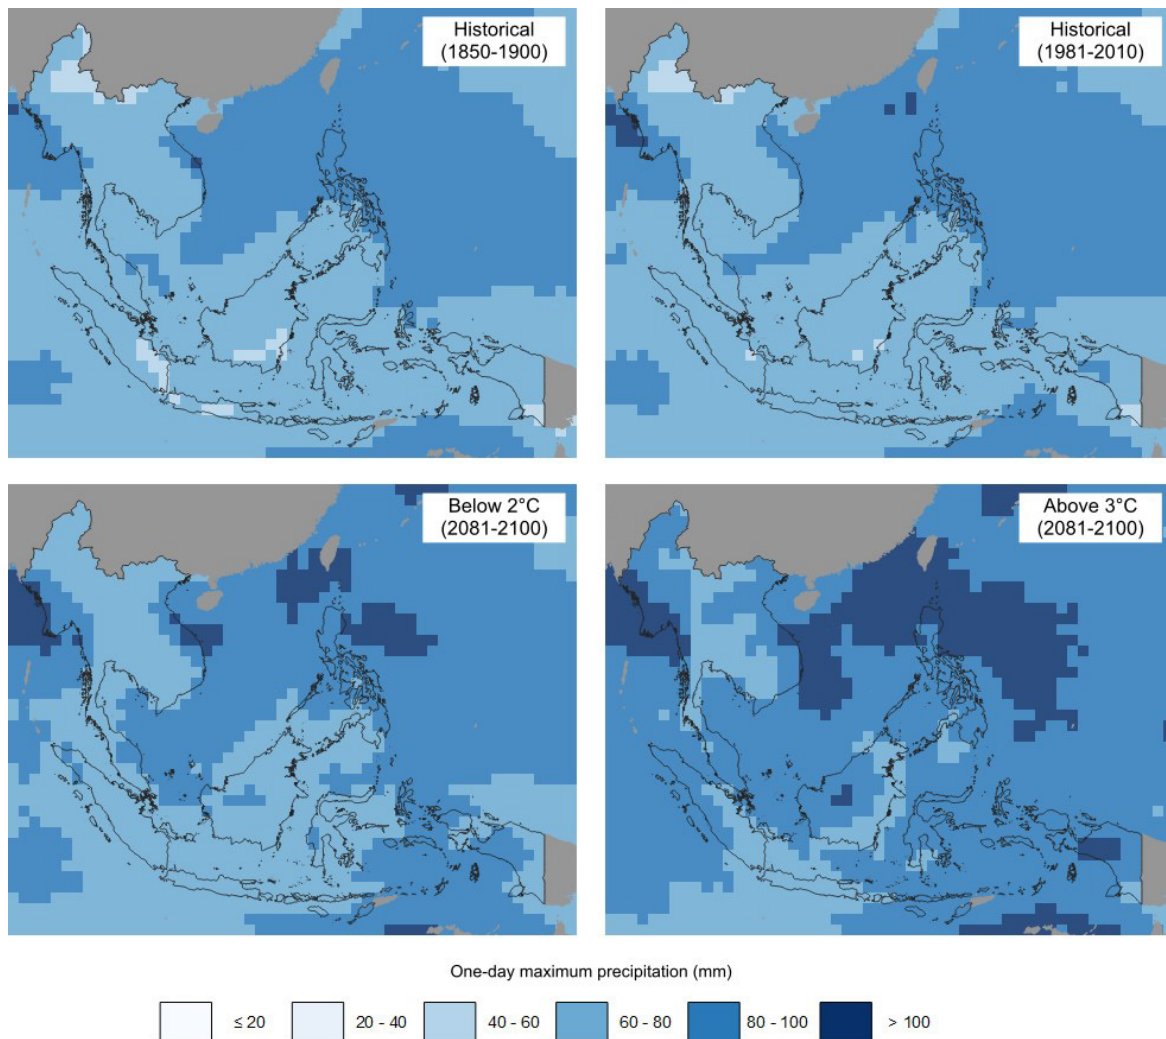 Historical
(1850-1900)
Historical
(1981-2010)
Below 2°C
(2081-2100)
Above 3°C
(2081-2100)
One-day maximum precipitation (mm)
≤ 20
20 - 40
40 - 60
60 - 80
80 - 100
> 100